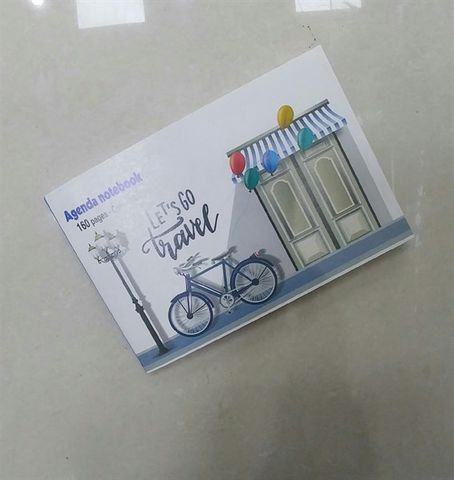 Agenda notebook
160 pages
LET'S GO
travel